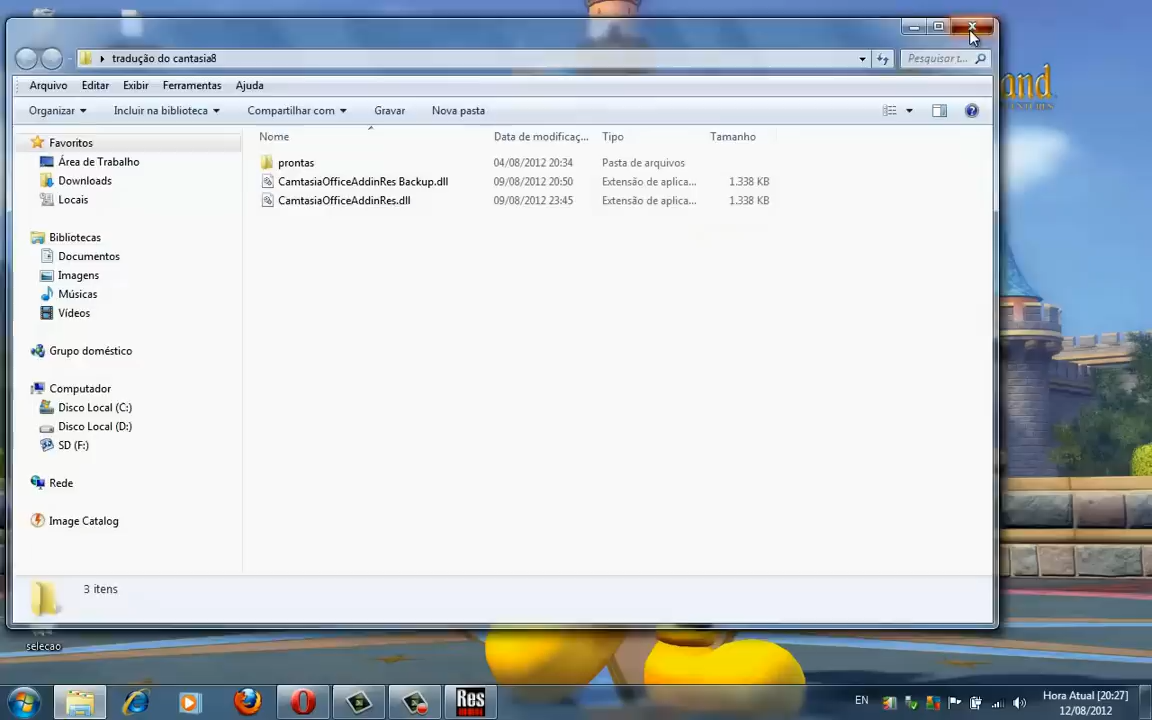 and
tradução do cantasia8
Pesquisar t...
Arquivo Editar Exibir Ferramentas Ajuda
Organizar Incluir na biblioteca Compartilhar com Gravar Nova pasta
Favoritos
Área de Trabalho
Downloads
Locais
Bibliotecas
Documentos
Imagens
Músicas
Vídeos
Grupo doméstico
Computador
Disco Local (C:)
Disco Local (D:)
SD (F:)
Rede
Image Catalog
Nome Data de modificaç... Tipo Tamanho
prontas 04/08/2012 20:34 Pasta de arquivos
CamtasiaOfficeAddinRes Backup.dll 09/08/2012 20:50 Extensão de aplica... 1.338 KB
CamtasiaOfficeAddinRes.dll 09/08/2012 23:45 Extensão de aplica... 1.338 KB
3 itens
selecao
Res
EN
Hora Atual [20:27]
12/08/2012